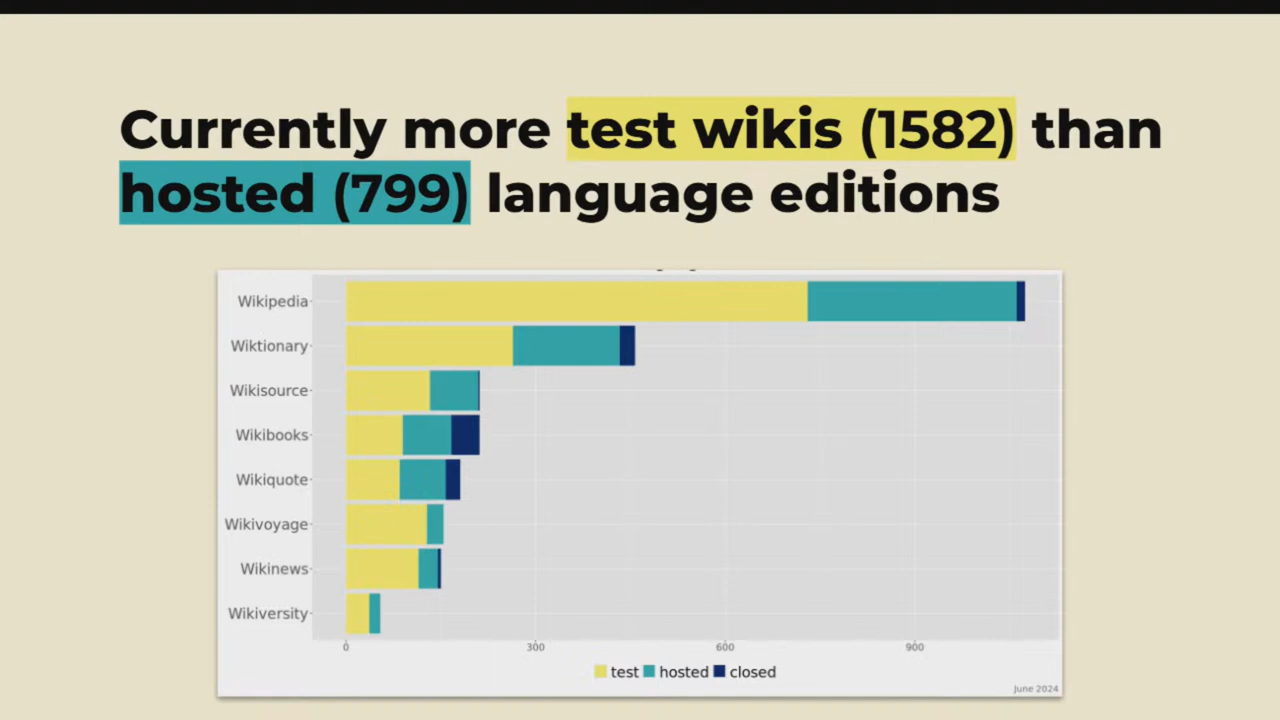 Currently more test wikis (1582) than
hosted (799) language editions
Wikipedia
Wiktionary
Wikisource
Wikibooks
Wikiquote
Wikivoyage
Wikinews
Wikiversity
0 300 600 900
test hosted closed
June 2024